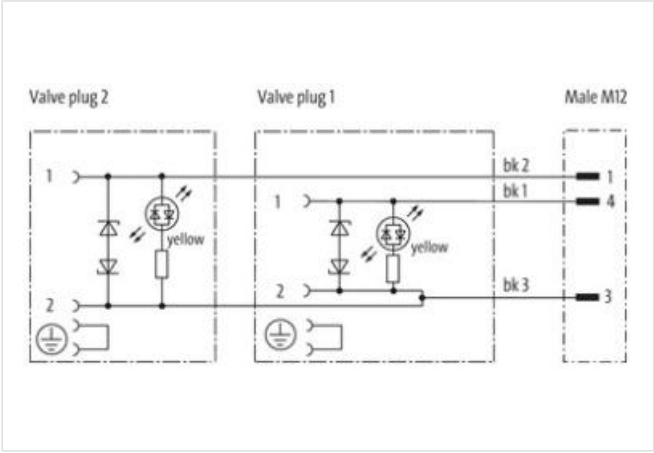 Valve plug 2
Valve plug 1
Male M12
bk 2
1
1
bk 1
1
4
yellow
yellow
2
bk 3
3
2